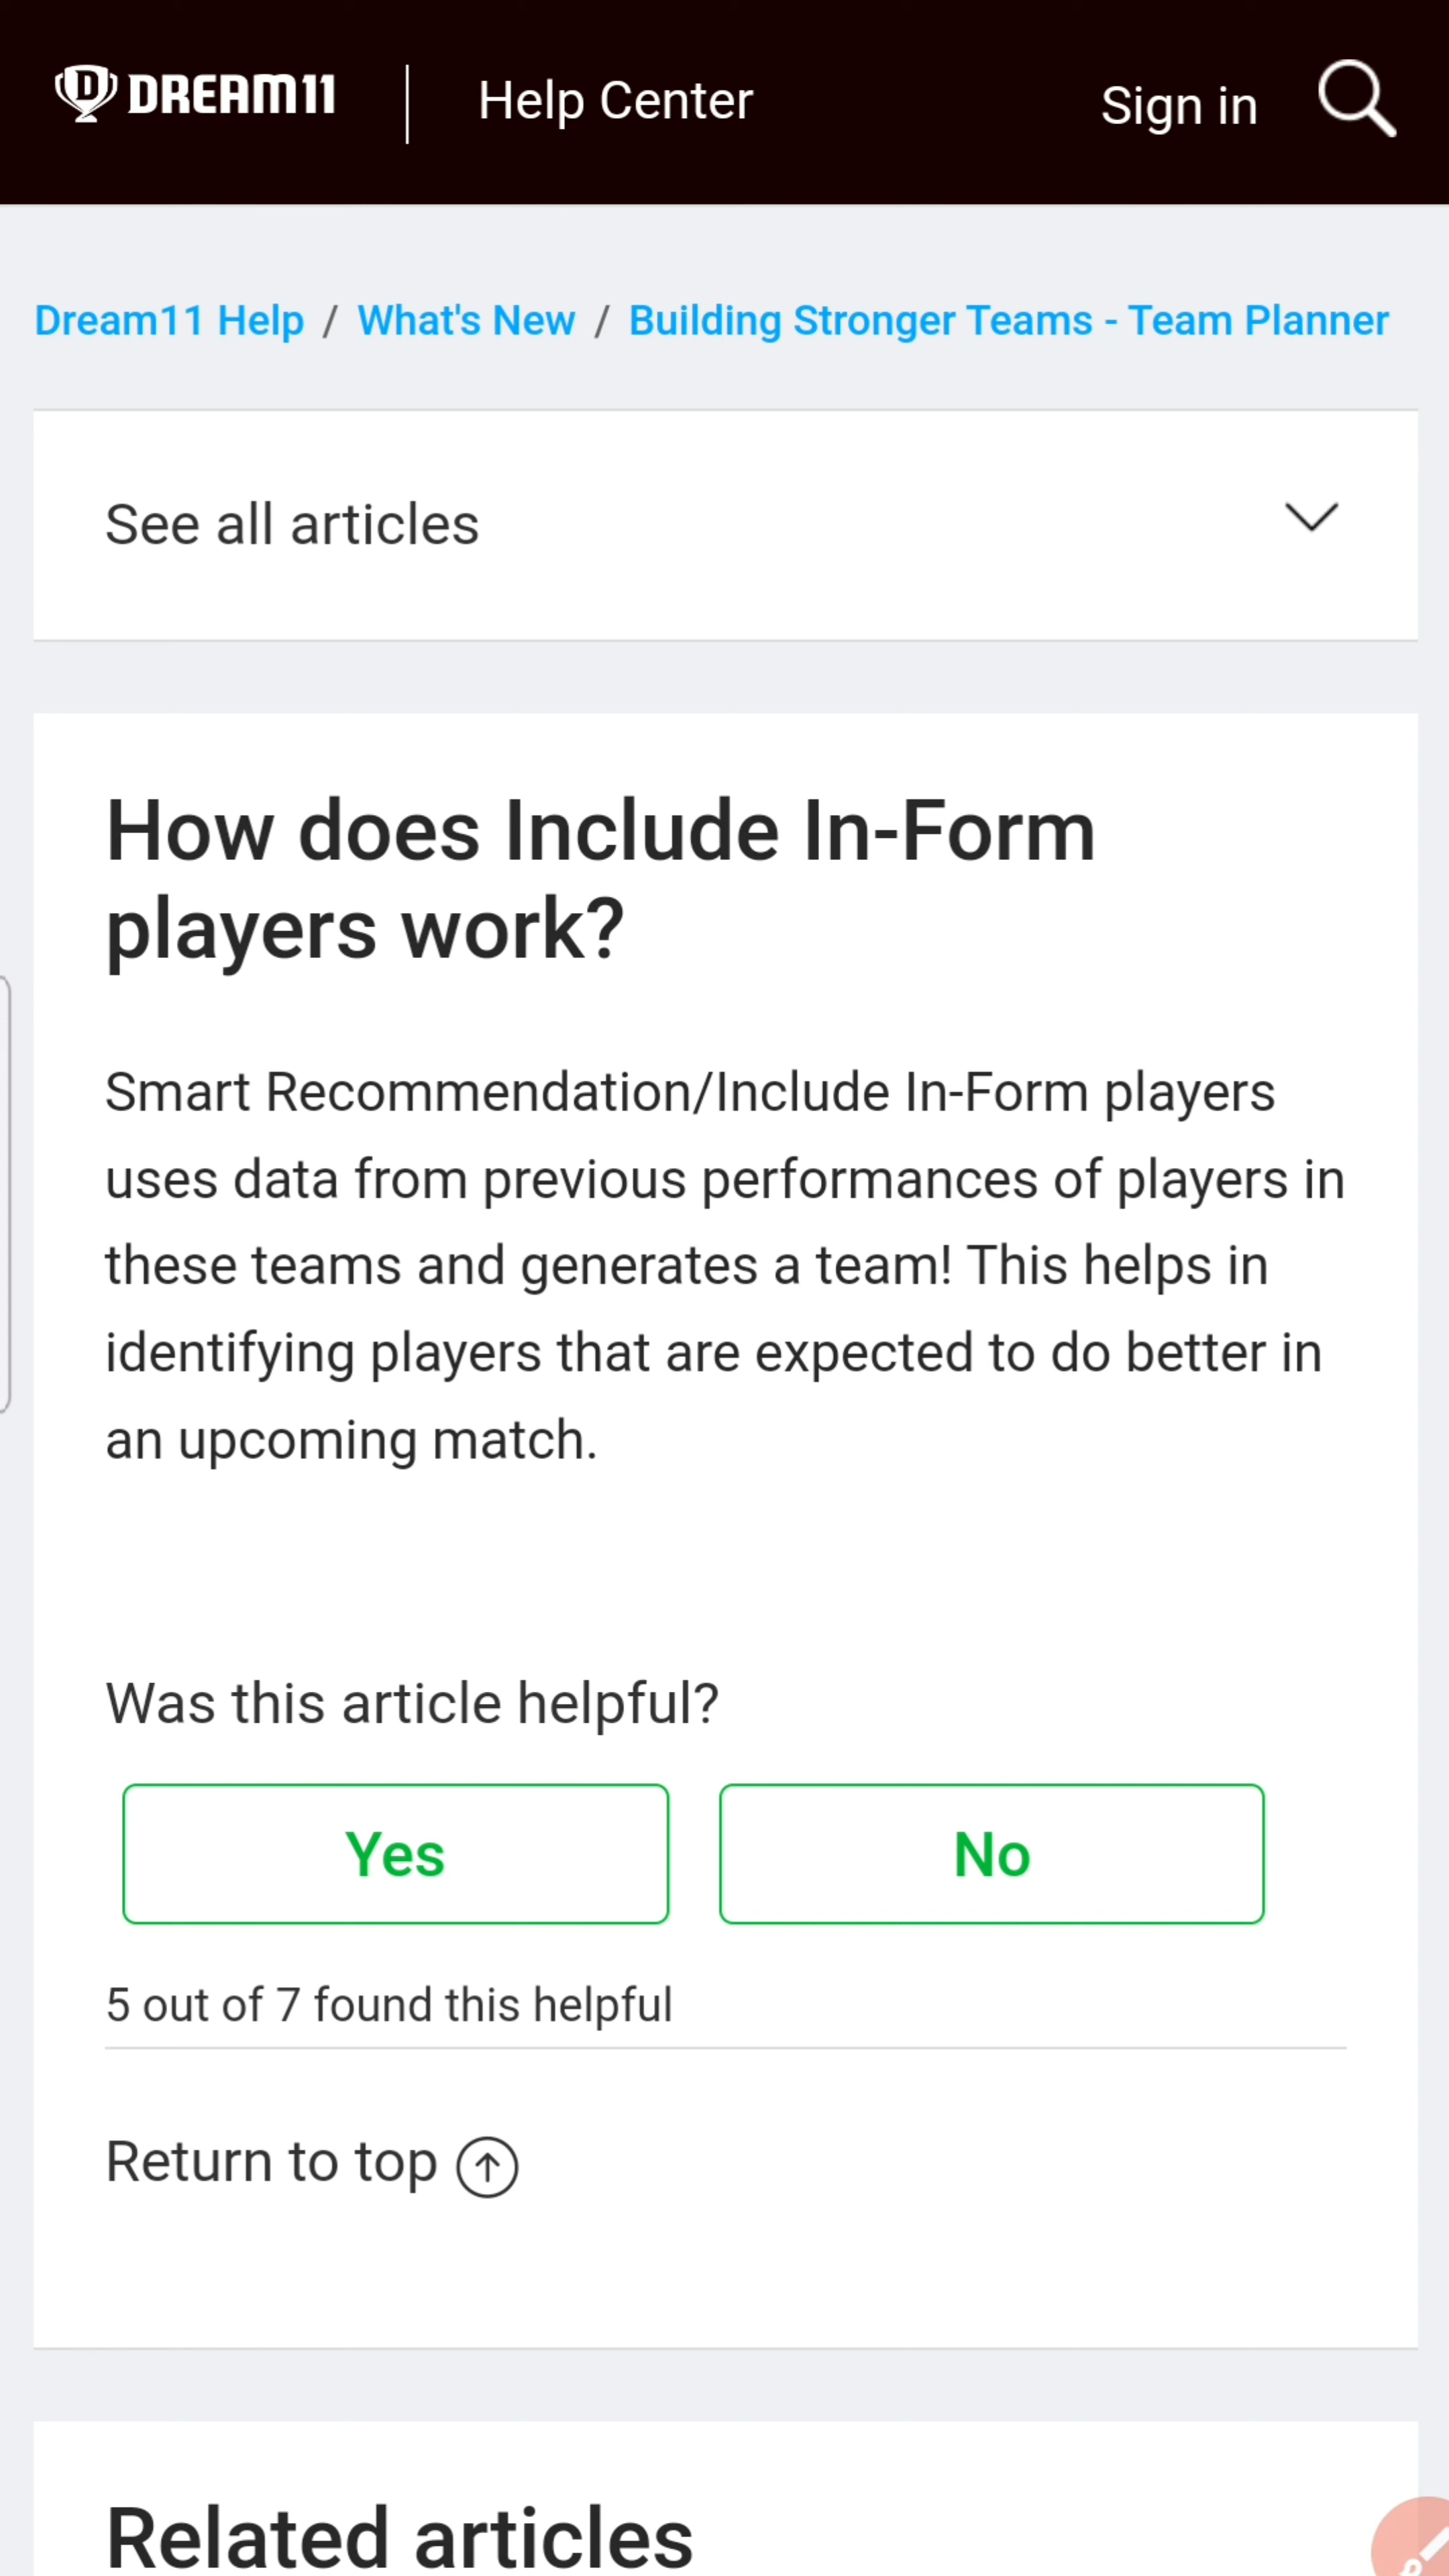 DREAM11 Help Center Sign in
Dream11 Help / What's New / Building Stronger Teams - Team Planner
See all articles
How does Include In-Form
players work?
Smart Recommendation/Include In-Form players
uses data from previous performances of players in
these teams and generates a team! This helps in
identifying players that are expected to do better in
an upcoming match.
Was this article helpful?
Yes No
5 out of 7 found this helpful
Return to top
Related articles